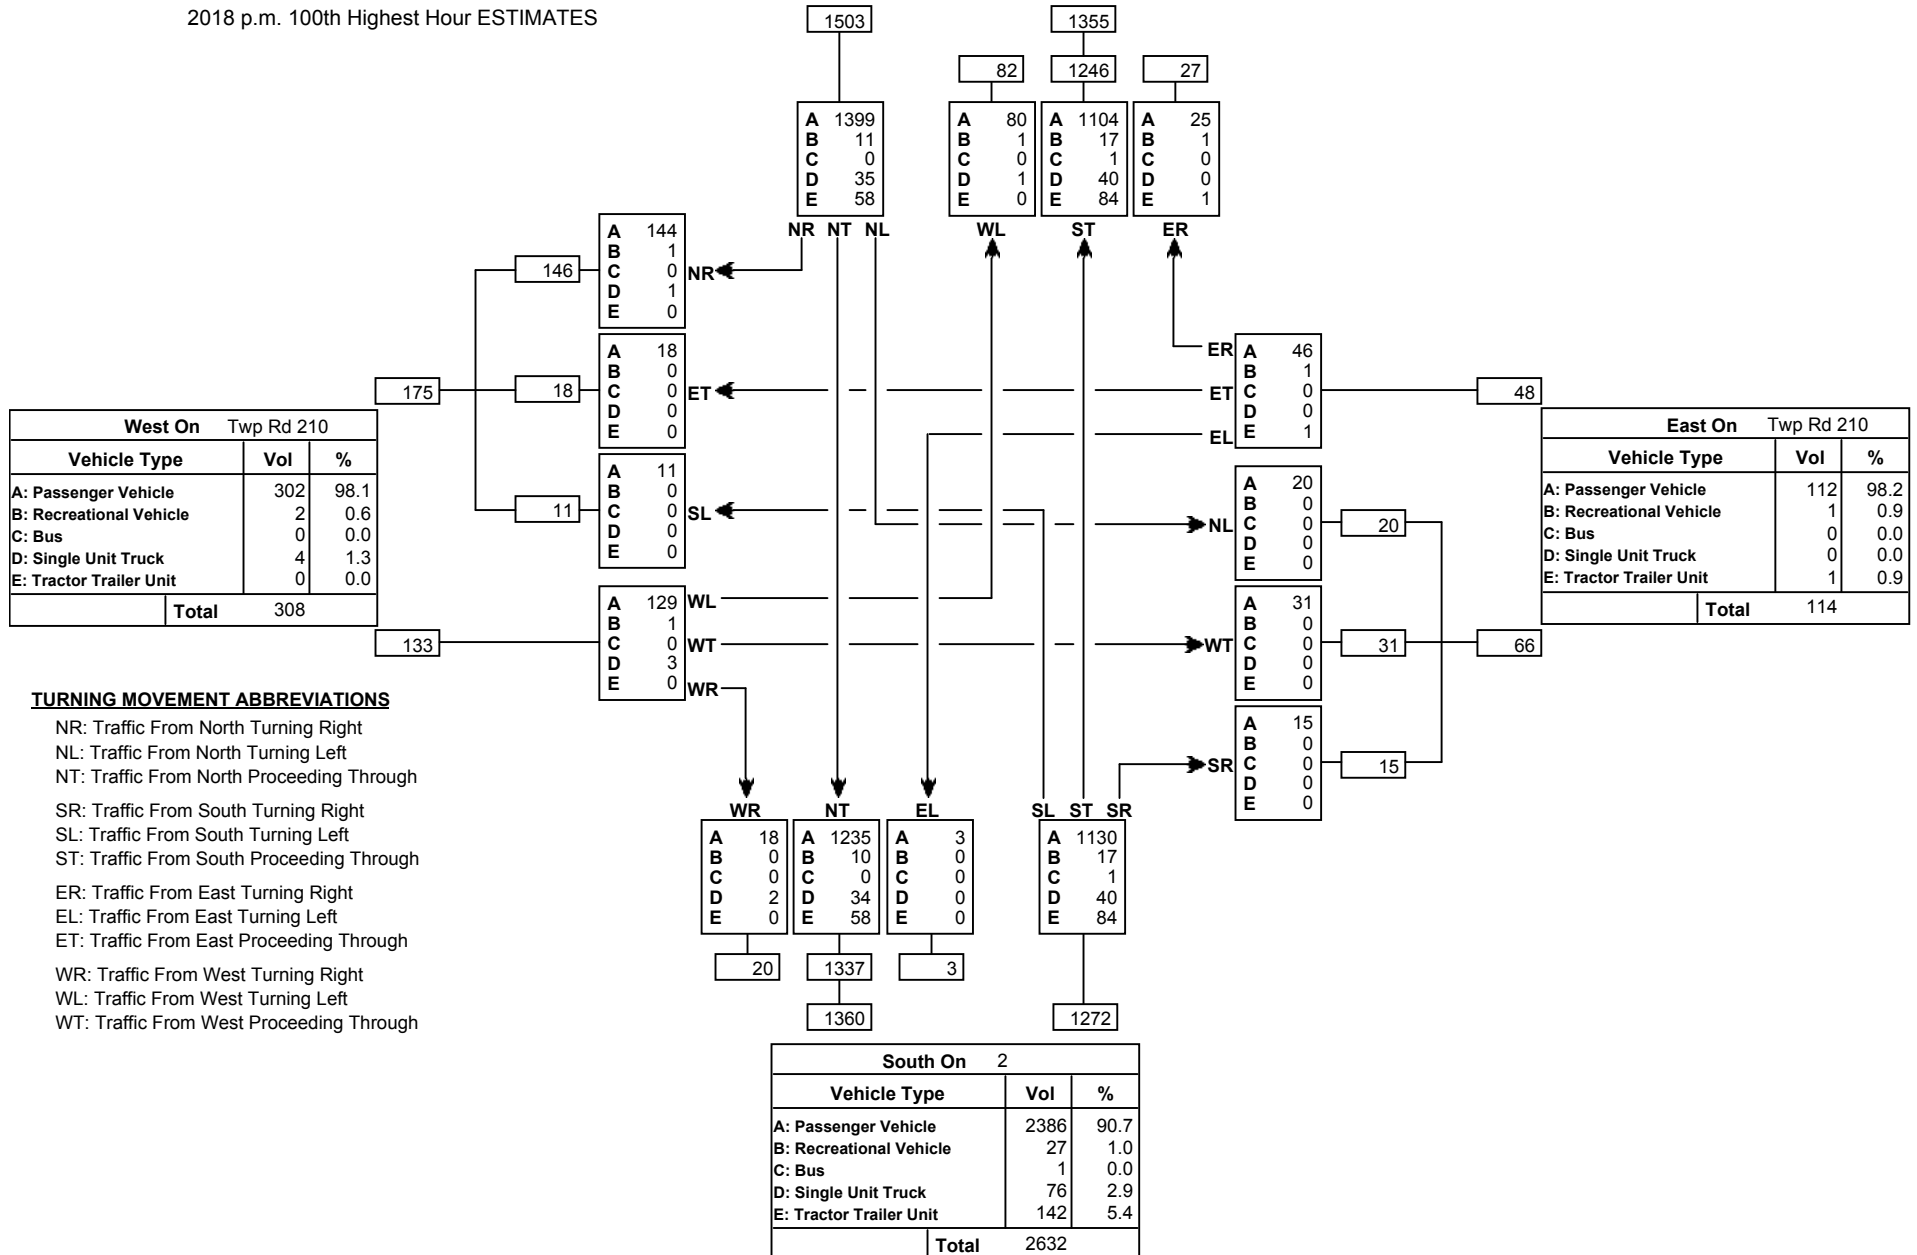 2018 p.m. 100th Highest Hour ESTIMATES
1503
1355
82
1246
27
A 1399
B 11
C 0
D 35
E 58
A 80
B 1
C 0
D 1
E 0
A 1104
B 17
C 1
D 40
E 84
A 25
B 1
C 0
D 0
E 1
NR NT NL
WL
ST
ER
146
A 144
B 1
C 0
D 1
E 0
NR
175
18
A 18
B 0
C 0
D 0
E 0
ET
11
A 11
B 0
C 0
D 0
E 0
SL
133
A 129
B 1
C 0
D 3
E 0
WL
WT
WR
ER
ET
EL
A 46
B 1
C 0
D 0
E 1
48
NL
A 20
B 0
C 0
D 0
E 0
20
WT
A 31
B 0
C 0
D 0
E 0
31
66
SR
A 15
B 0
C 0
D 0
E 0
15
West On Twp Rd 210
Vehicle Type Vol %
A: Passenger Vehicle 302 98.1
B: Recreational Vehicle 2 0.6
C: Bus 0 0.0
D: Single Unit Truck 4 1.3
E: Tractor Trailer Unit 0 0.0
Total 308
East On Twp Rd 210
Vehicle Type Vol %
A: Passenger Vehicle 112 98.2
B: Recreational Vehicle 1 0.9
C: Bus 0 0.0
D: Single Unit Truck 0 0.0
E: Tractor Trailer Unit 1 0.9
Total 114
TURNING MOVEMENT ABBREVIATIONS
NR: Traffic From North Turning Right
NL: Traffic From North Turning Left
NT: Traffic From North Proceeding Through
SR: Traffic From South Turning Right
SL: Traffic From South Turning Left
ST: Traffic From South Proceeding Through
ER: Traffic From East Turning Right
EL: Traffic From East Turning Left
ET: Traffic From East Proceeding Through
WR: Traffic From West Turning Right
WL: Traffic From West Turning Left
WT: Traffic From West Proceeding Through
WR
NT
EL
SL ST SR
A 18
B 0
C 0
D 2
E 0
A 1235
B 10
C 0
D 34
E 58
A 3
B 0
C 0
D 0
E 0
A 1130
B 17
C 1
D 40
E 84
20
1337
3
1360
1272
South On 2
Vehicle Type Vol %
A: Passenger Vehicle 2386 90.7
B: Recreational Vehicle 27 1.0
C: Bus 1 0.0
D: Single Unit Truck 76 2.9
E: Tractor Trailer Unit 142 5.4
Total 2632